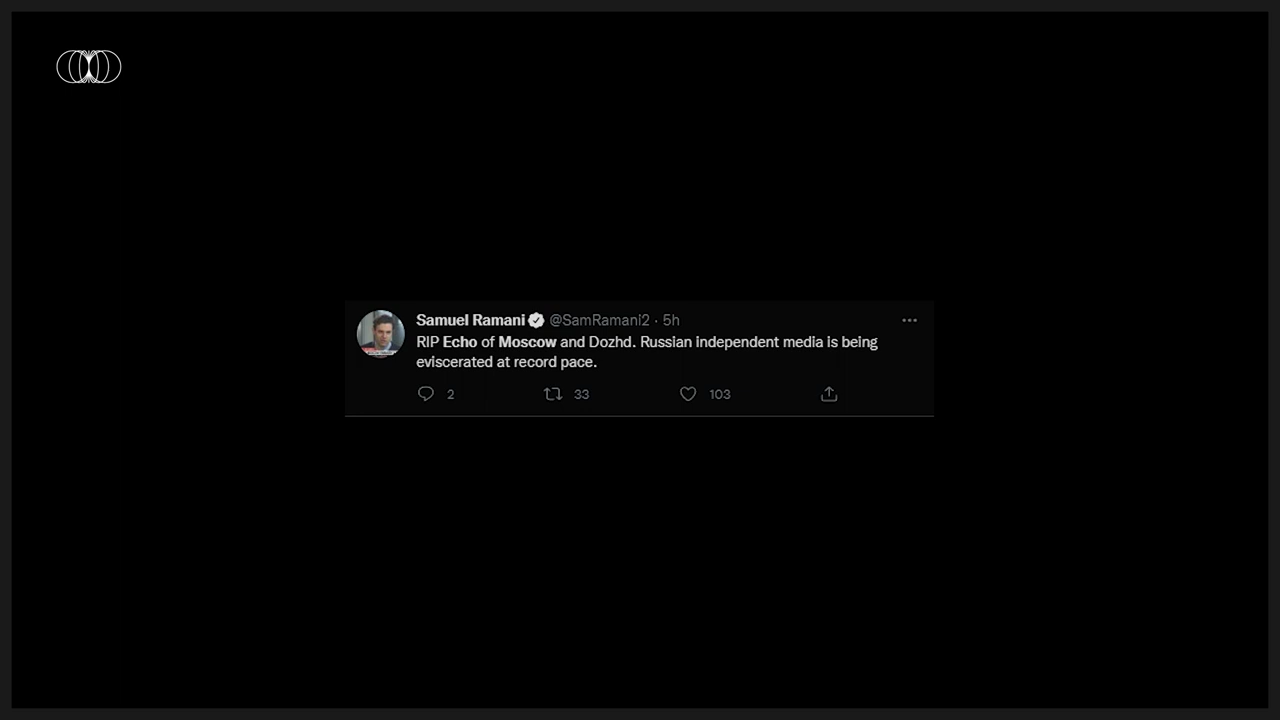 Samuel Ramani @SamRamani2 · 5h
RIP Echo of Moscow and Dozhd. Russian independent media is being
eviscerated at record pace.
2 33 103